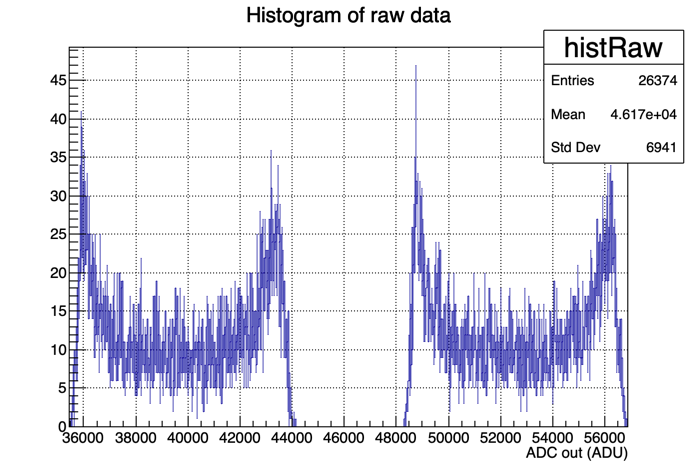 Histogram of raw data
histRaw
Entries 26374
Mean 4.617e+04
Std Dev 6941
45
40
35
30
25
20
15
10
5
0
36000 38000 40000 42000 44000 46000 48000 50000 52000 54000 56000
ADC out (ADU)